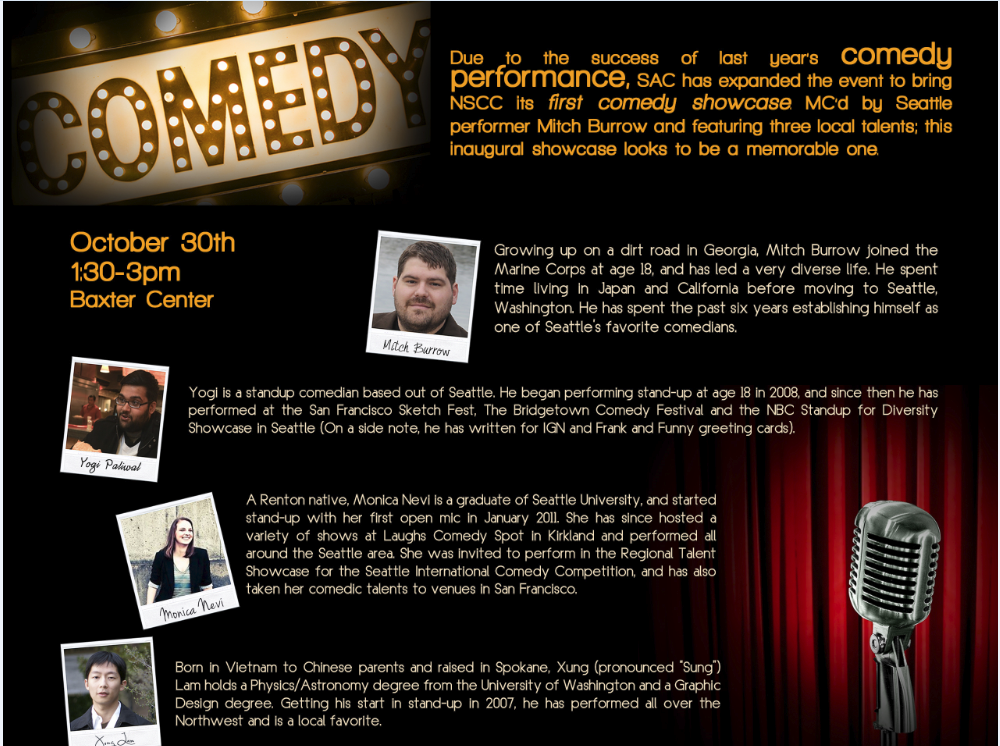 COMEDY
Due to the success of last year's comedy
performance, SAC has expanded the event to bring
NSCC its first comedy showcase. MC'd by Seattle
performer Mitch Burrow and featuring three local talents; this
inaugural showcase looks to be a memorable one.
October 30th
1:30-3pm
Baxter Center
Growing up on a dirt road in Georgia, Mitch Burrow joined the
Marine Corps at age 18, and has led a very diverse life. He spent
time living in Japan and California before moving to Seattle,
Washington. He has spent the past six years establishing himself as
one of Seattle's favorite comedians.
Mitch Burrow
Yogi is a standup comedian based out of Seattle. He began performing stand-up at age 18 in 2008, and since then he has
performed at the San Francisco Sketch Fest, The Bridgetown Comedy Festival and the NBC Standup for Diversity
Showcase in Seattle (On a side note, he has written for IGN and Frank and Funny greeting cards).
Yogi Paliwal
A Renton native, Monica Nevi is a graduate of Seattle University, and started
stand-up with her first open mic in January 2011. She has since hosted a
variety of shows at Laughs Comedy Spot in Kirkland and performed all
around the Seattle area. She was invited to perform in the Regional Talent
Showcase for the Seattle International Comedy Competition, and has also
taken her comedic talents to venues in San Francisco.
Monica Nevi
Born in Vietnam to Chinese parents and raised in Spokane, Xung (pronounced "Sung")
Lam holds a Physics/Astronomy degree from the University of Washington and a Graphic
Design degree. Getting his start in stand-up in 2007, he has performed all over the
Northwest and is a local favorite.
Xung Lam